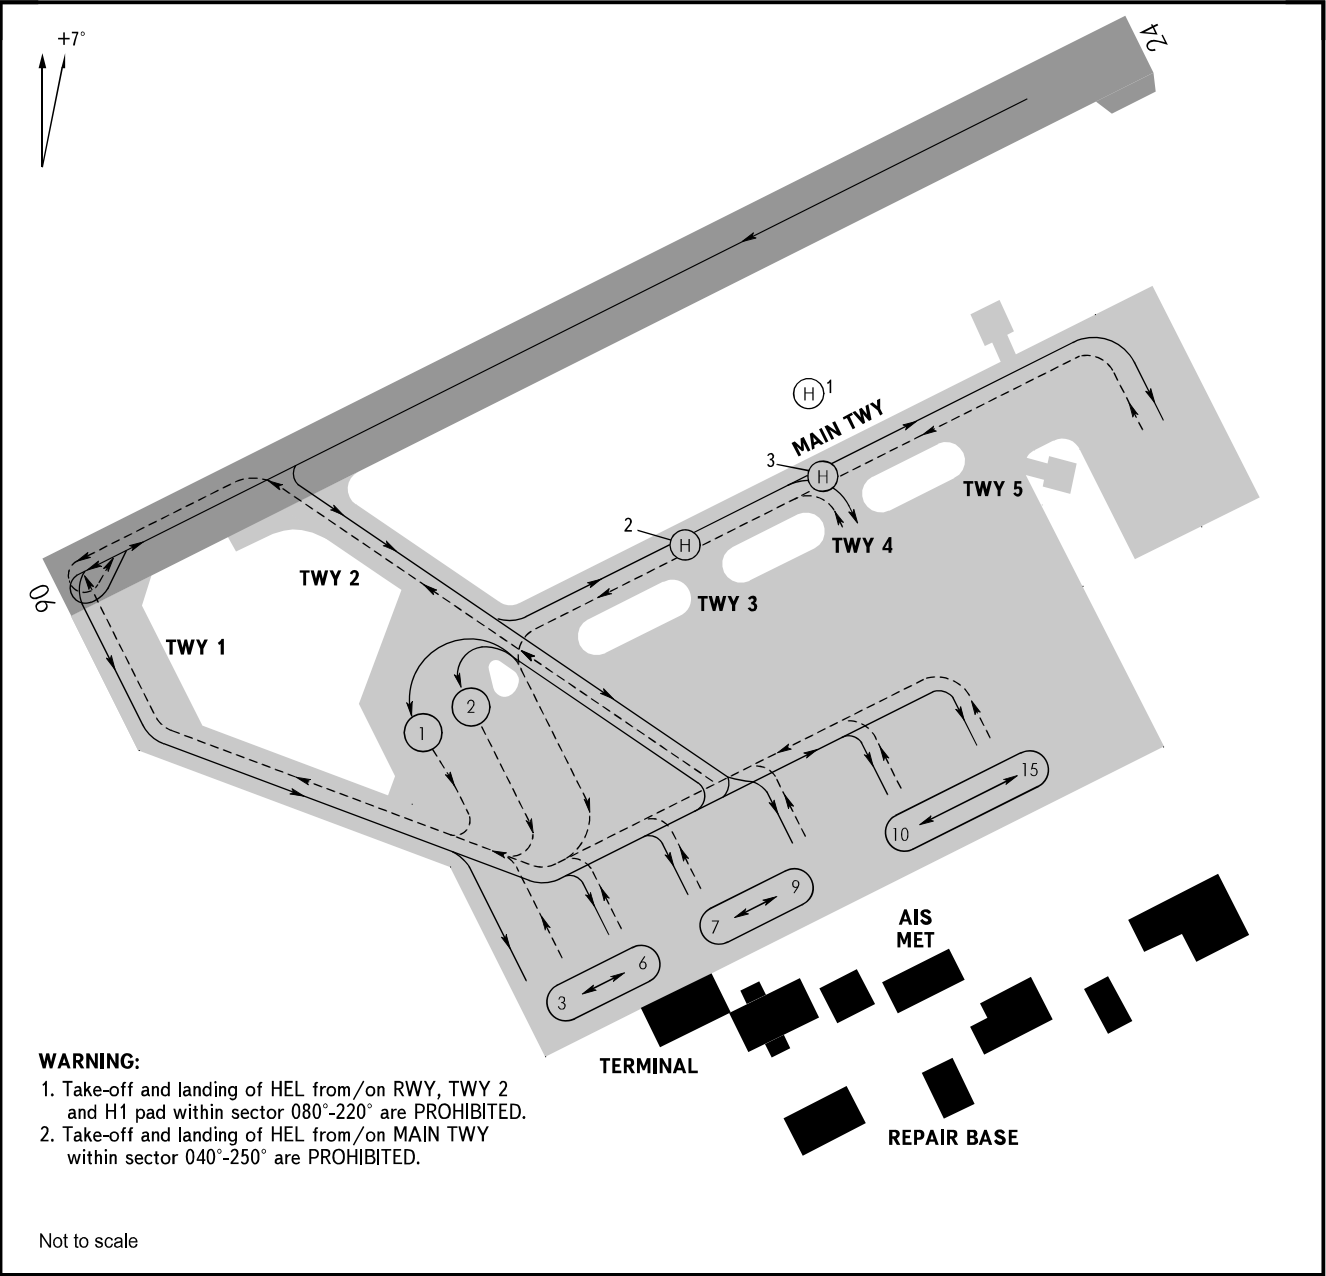 +7°
24
1
H
MAIN TWY
3
H
TWY 5
2
H
TWY 4
TWY 2
06
TWY 3
TWY 1
2
1
15
10
9
7
AIS
MET
6
3
TERMINAL
REPAIR BASE
WARNING:
1. Take-off and landing of HEL from/on RWY, TWY 2
and H1 pad within sector 080°-220° are PROHIBITED.
2. Take-off and landing of HEL from/on MAIN TWY
within sector 040°-250° are PROHIBITED.
Not to scale